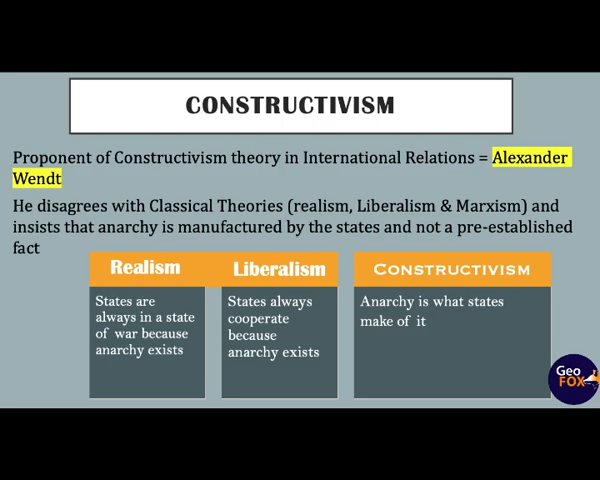 CONSTRUCTIVISM
Proponent of Constructivism theory in International Relations = Alexander
Wendt
He disagrees with Classical Theories (realism, Liberalism & Marxism) and
insists that anarchy is manufactured by the states and not a pre-established
fact
Realism
States are
always in a state
of war because
anarchy exists
Liberalism
States always
cooperate
because
anarchy exists
CONSTRUCTIVISM
Anarchy is what states
make of it
Geo
FOX